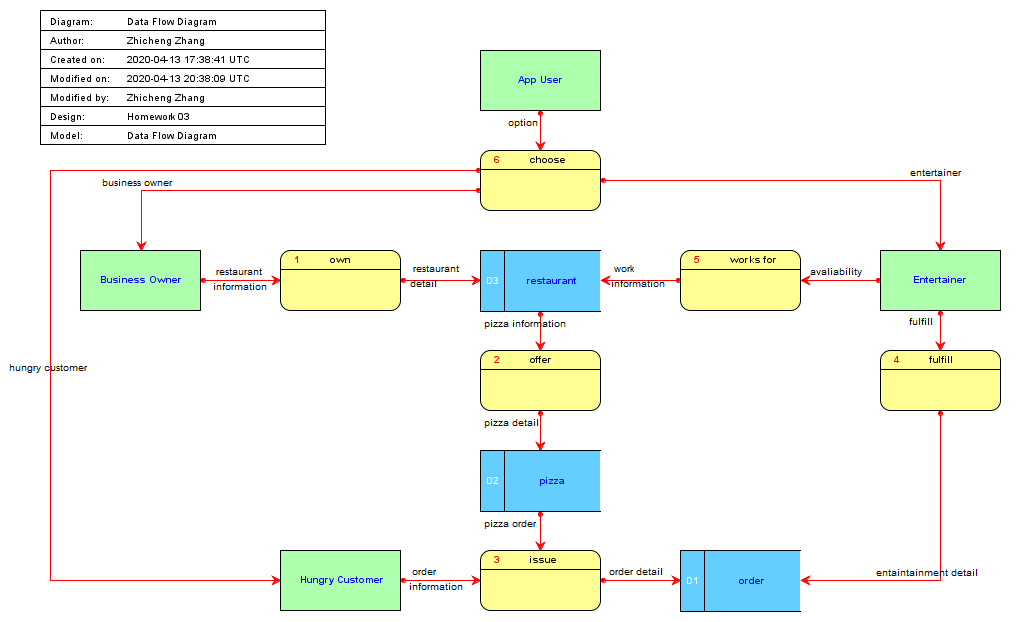 Diagram: Data Flow Diagram
Author: Zhicheng Zhang
Created on: 2020-04-13 17:38:41 UTC
Modified on: 2020-04-13 20:38:09 UTC
Modified by: Zhicheng Zhang
Design: Homework 03
Model: Data Flow Diagram
App User
option
6 choose
business owner
entertainer
Business Owner
restaurant
information
1 own
restaurant
detail
D3 restaurant
work
information
5 works for
avaliability
Entertainer
pizza information
fulfill
2 offer
4 fulfill
hungry customer
pizza detail
D2 pizza
pizza order
Hungry Customer
order
information
3 issue
order detail
D1 order
entaintainment detail